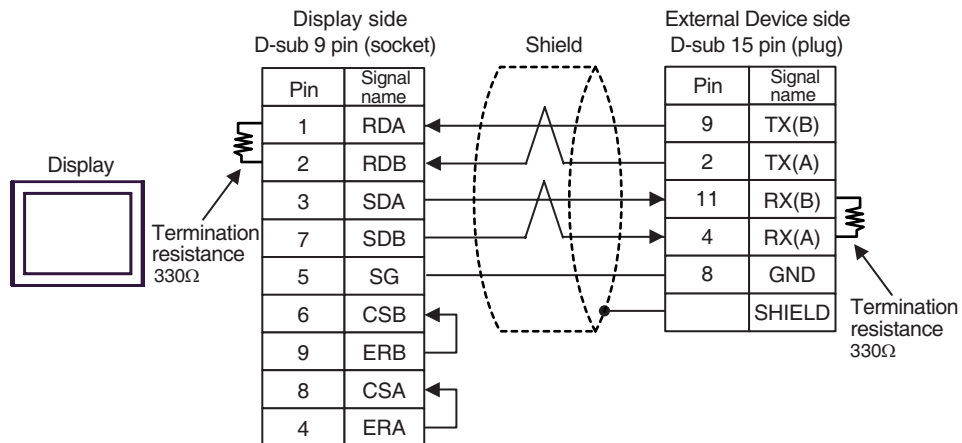 Display side
D-sub 9 pin (socket)
Shield
External Device side
D-sub 15 pin (plug)
Pin Signal name
1 RDA
2 RDB
3 SDA
7 SDB
5 SG
6 CSB
9 ERB
8 CSA
4 ERA
Pin Signal name
9 TX(B)
2 TX(A)
11 RX(B)
4 RX(A)
8 GND
SHIELD
Display
Termination
resistance
330Ω
Termination
resistance
330Ω